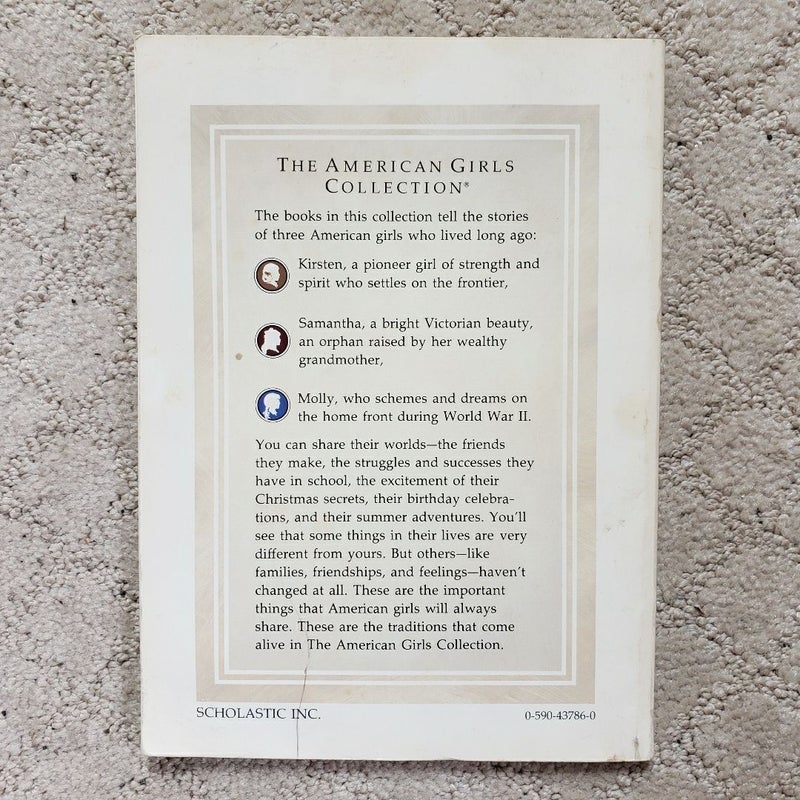 THE AMERICAN GIRLS
COLLECTION®
The books in this collection tell the stories
of three American girls who lived long ago:
Kirsten, a pioneer girl of strength and
spirit who settles on the frontier,
Samantha, a bright Victorian beauty,
an orphan raised by her wealthy
grandmother,
Molly, who schemes and dreams on
the home front during World War II.
You can share their worlds—the friends
they make, the struggles and successes they
have in school, the excitement of their
Christmas secrets, their birthday celebra-
tions, and their summer adventures. You'll
see that some things in their lives are very
different from yours. But others—like
families, friendships, and feelings—haven't
changed at all. These are the important
things that American girls will always
share. These are the traditions that come
alive in The American Girls Collection.
SCHOLASTIC INC.
0-590-43786-0